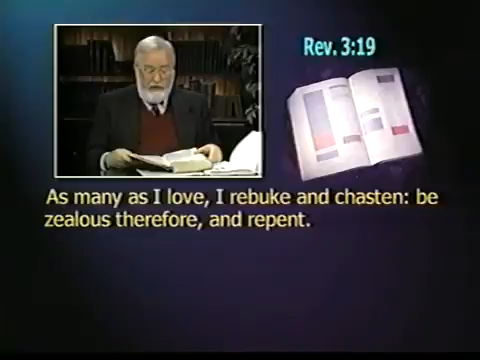 Rev. 3:19
As many as I love, I rebuke and chasten: be
zealous therefore, and repent.